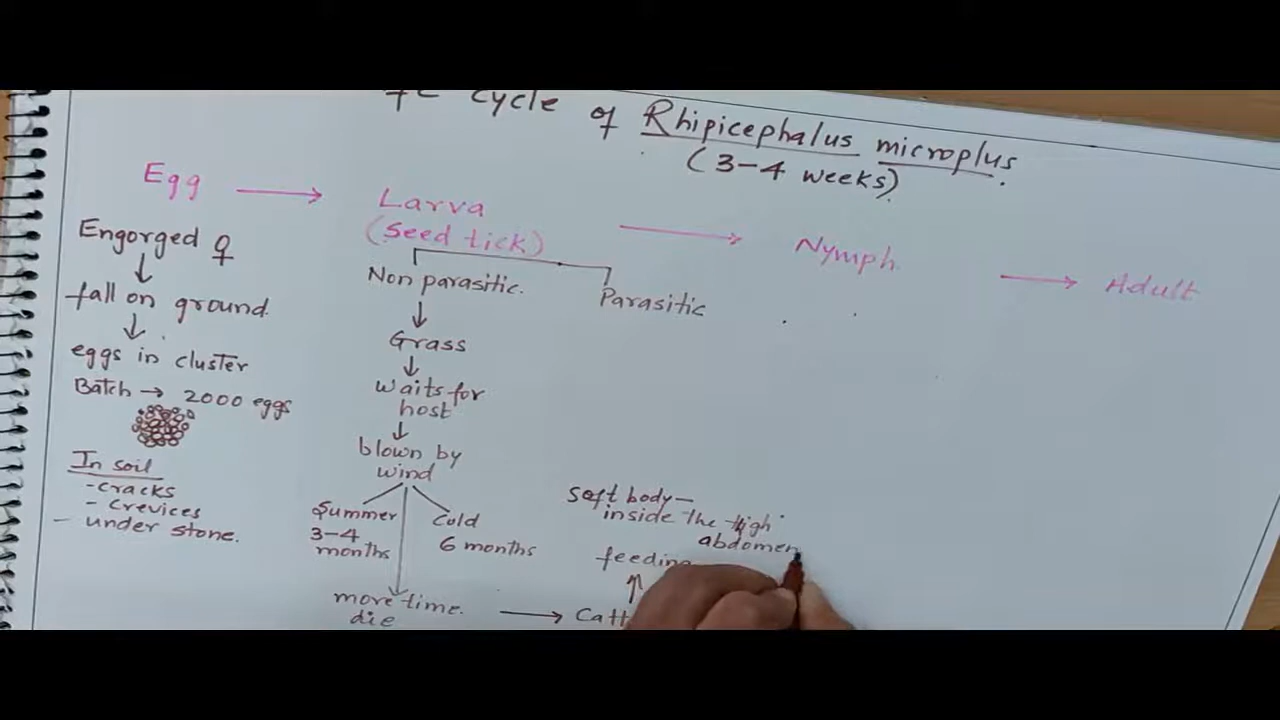 cycle of Rhipicephalus microplus.
(3-4 weeks)
Egg → Larva
(Seed tick) → Nymph → Adult
Engorged ♀
↓
fall on ground
↓
eggs in cluster
Batch → 2000 eggs
In soil
- cracks
- crevices
- under stone.
Non parasitic.
↓
Grass
↓
waits for
host
↓
blown by
wind
Summer
3-4
months
Cold
6 months
more time
die →
Parasitic
Soft body-
inside the thigh
abdomen
feeding
↑